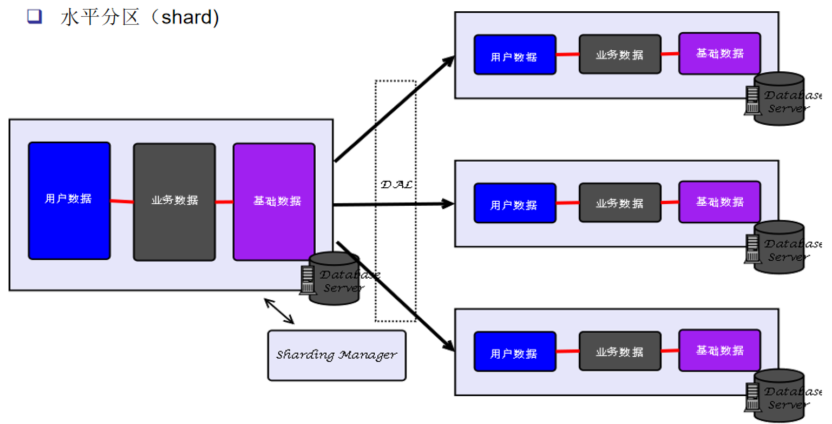 水平分区（shard)
用户数据
业务数据
基础数据
Database
Server
Sharding Manager
DAL
用户数据
业务数据
基础数据
Database
Server
用户数据
业务数据
基础数据
Database
Server
用户数据
业务数据
基础数据
Database
Server